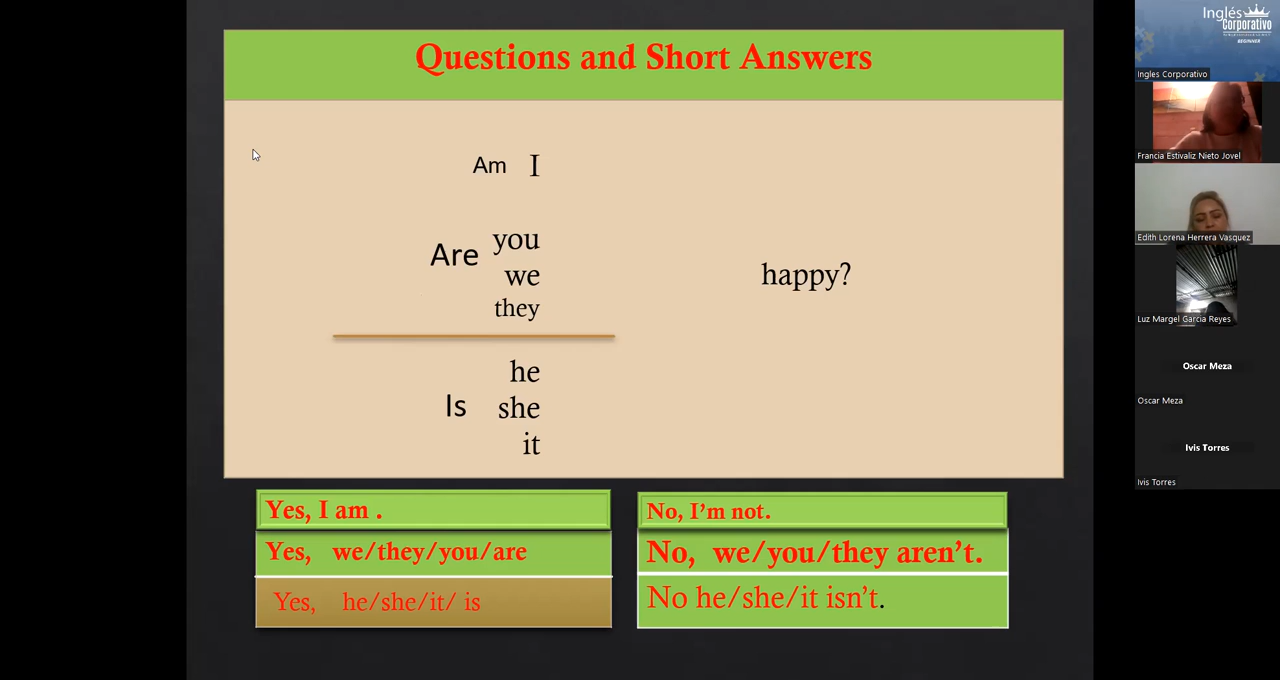 Questions and Short Answers
Am I
Are you
we
they
happy?
he
Is she
it
Yes, I am .
Yes, we/they/you/are
Yes, he/she/it/ is
No, I’m not.
No, we/you/they aren’t.
No he/she/it isn’t.
Inglés
Corporativo
BEGINNER
Ingles Corporativo
Francia Estivaliz Nieto Jovel
Edith Lorena Herrera Vasquez
Luz Margel Garcia Reyes
Oscar Meza
Oscar Meza
Ivis Torres
Ivis Torres